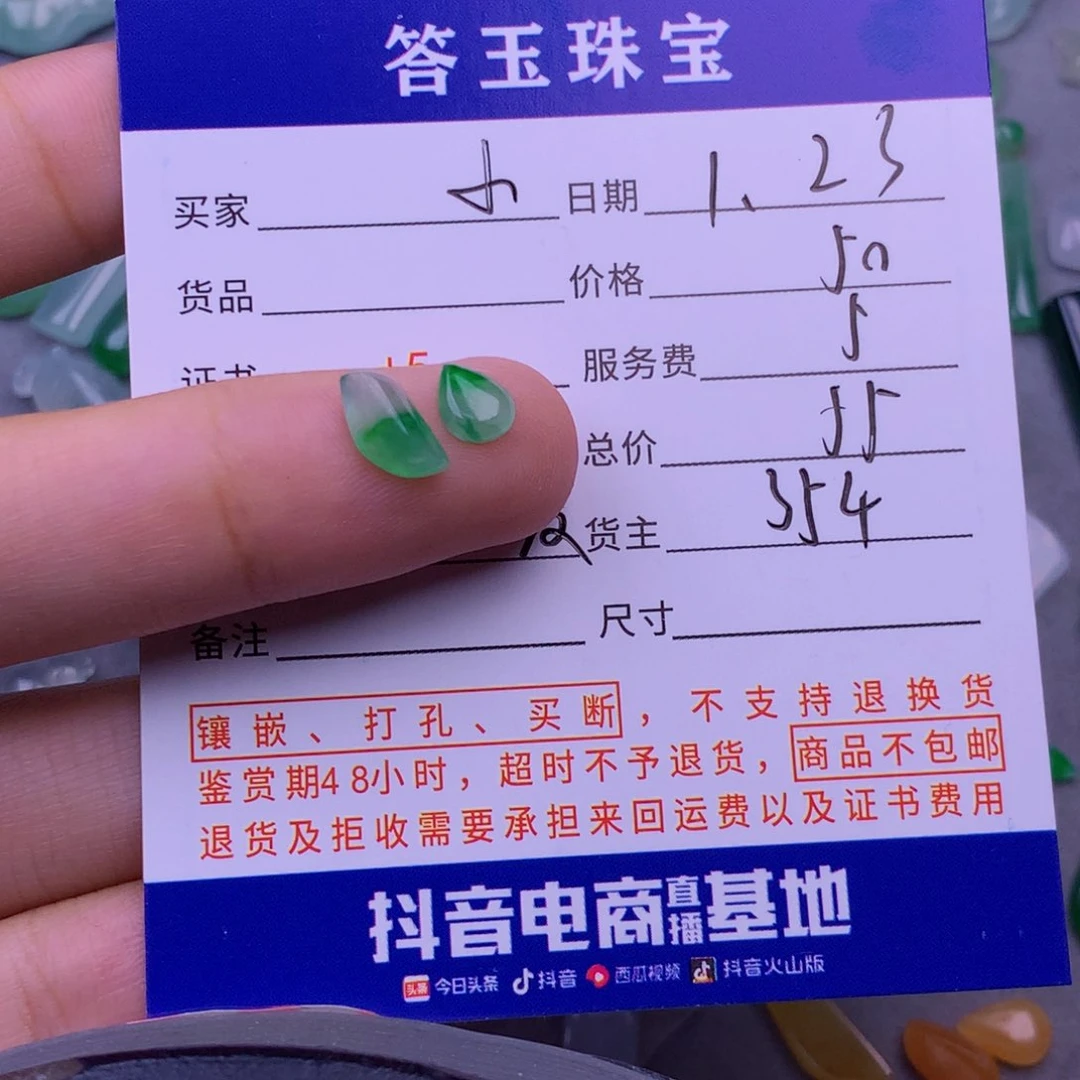 答玉珠宝
买家 小 日期 1、23
货品 价格 50
证书 +5 服务费 5
总价 55
货主 354
备注 尺寸
镶嵌、打孔、买断，不支持退换货
鉴赏期48小时，超时不予退货，商品不包邮
退货及拒收需要承担来回运费以及证书费用
抖音电商直播基地
头条 今日头条 抖音 西瓜视频 抖音火山版